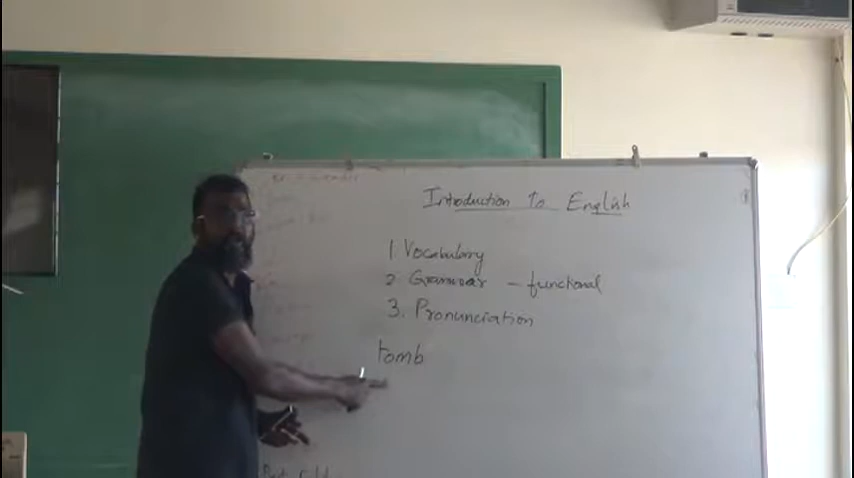 Introduction To English
1 Vocabulary
2 Grammar - functional
3. Pronunciation
tomb